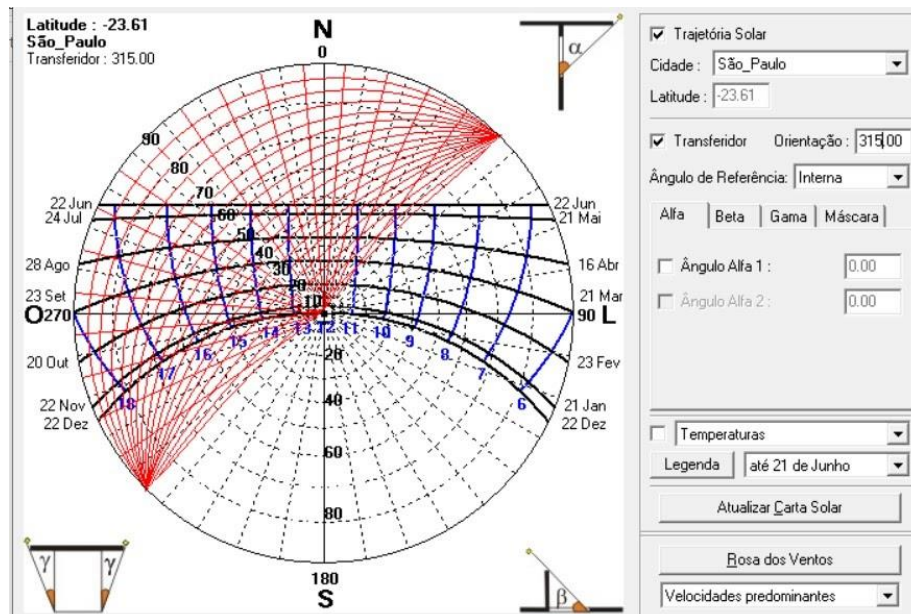 Latitude : -23.61
São_Paulo
Transferidor : 315.00
N
0
α
90
80
70
60
50
40
30
20
10
22 Jun
24 Jul
28 Ago
23 Set
O 270
20 Out
22 Nov
22 Dez
22 Jun
21 Mai
16 Abr
21 Mar
90 L
23 Fev
21 Jan
22 Dez
18
17
16
15
14
13
12
11
10
9
8
7
6
20
40
60
80
180
S
γ
γ
β
Trajetória Solar
Cidade : São_Paulo
Latitude : -23.61
Transferidor Orientação : 315.00
Ângulo de Referência: Interna
Alfa Beta Gama Máscara
Ângulo Alfa 1 : 0.00
Ângulo Alfa 2 : 0.00
Temperaturas
Legenda até 21 de Junho
Atualizar Carta Solar
Rosa dos Ventos
Velocidades predominantes